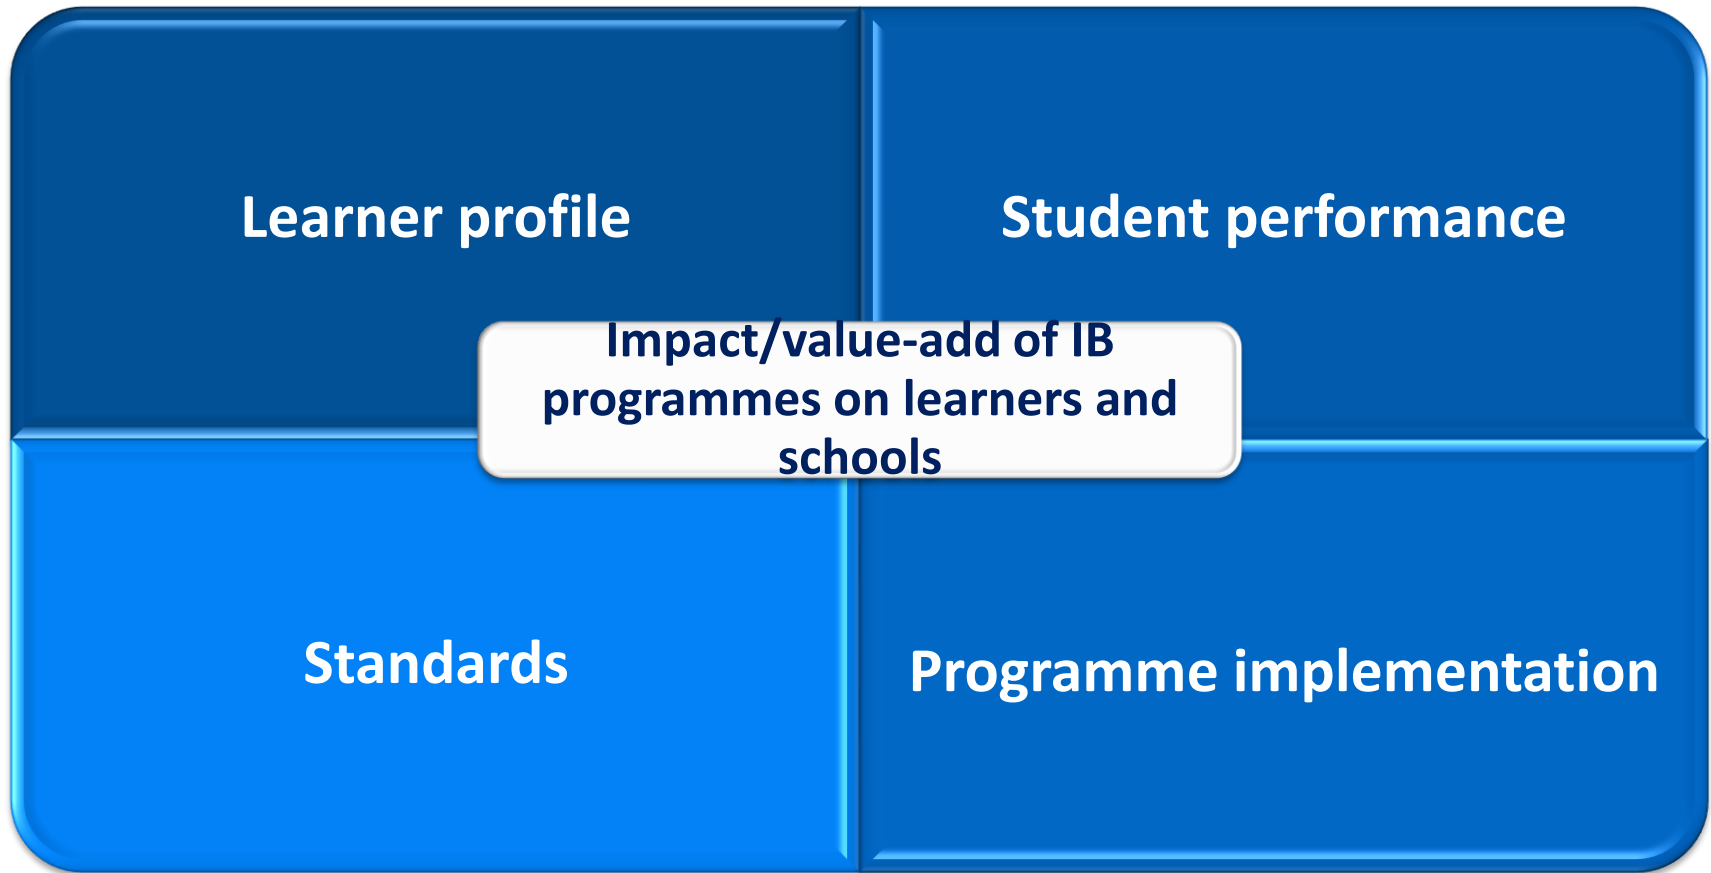 Learner profile
Student performance
Impact/value-add of IB
programmes on learners and
schools
Standards
Programme implementation